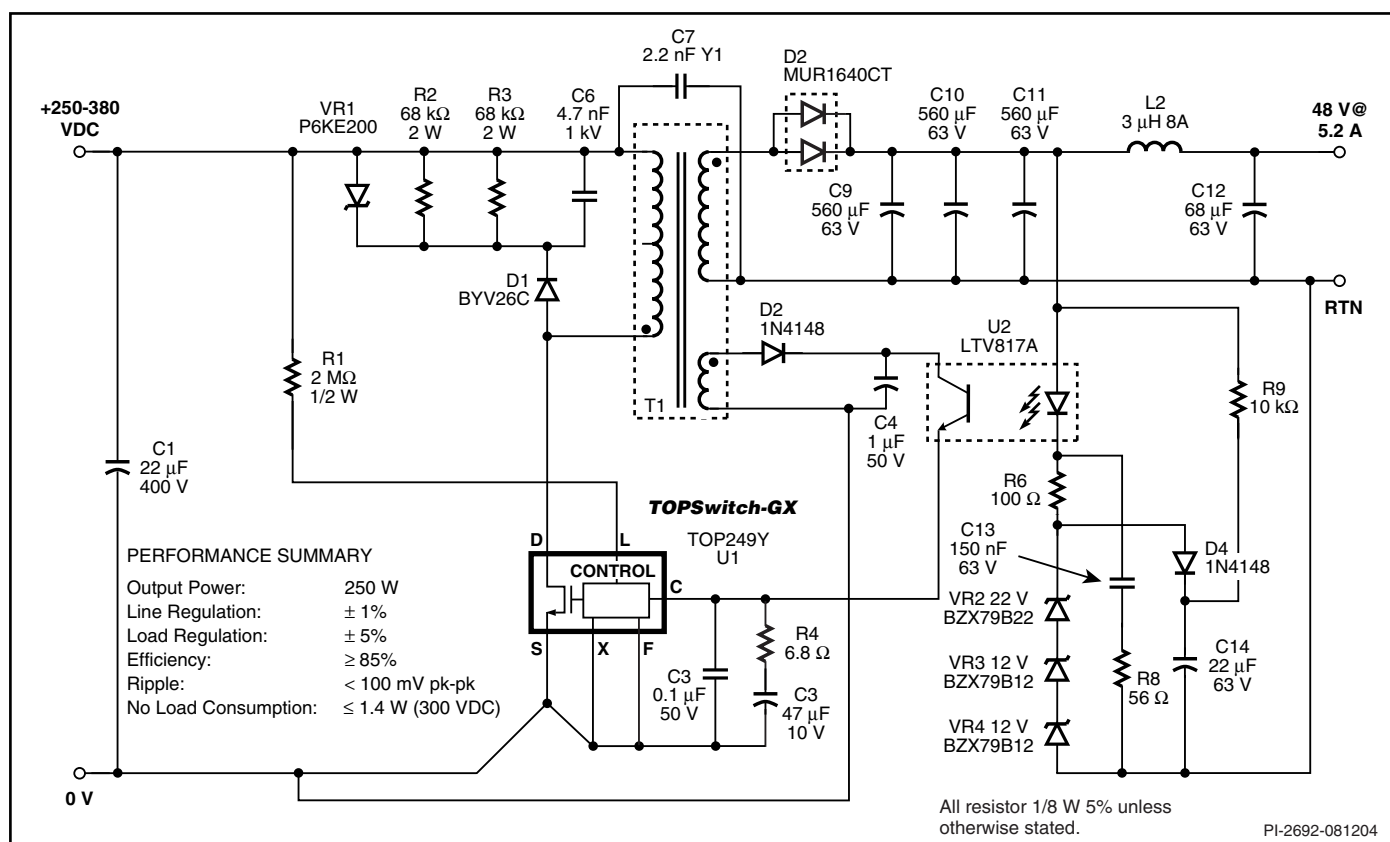 C7
2.2 nF Y1
D2
MUR1640CT
+250-380
VDC
VR1
P6KE200
R2
68 kΩ
2 W
R3
68 kΩ
2 W
C6
4.7 nF
1 kV
C10
560 µF
63 V
C11
560 µF
63 V
L2
3 µH 8A
48 V@
5.2 A
C9
560 µF
63 V
C12
68 µF
63 V
D1
BYV26C
RTN
D2
1N4148
U2
LTV817A
R1
2 MΩ
1/2 W
T1
C4
1 µF
50 V
R9
10 kΩ
C1
22 µF
400 V
R6
100 Ω
TOPSwitch-GX
TOP249Y
U1
D
L
CONTROL
C
S
X
F
C13
150 nF
63 V
D4
1N4148
VR2 22 V
BZX79B22
VR3 12 V
BZX79B12
VR4 12 V
BZX79B12
R4
6.8 Ω
C3
0.1 µF
50 V
C3
47 µF
10 V
R8
56 Ω
C14
22 µF
63 V
PERFORMANCE SUMMARY
Output Power: 250 W
Line Regulation: ± 1%
Load Regulation: ± 5%
Efficiency: ≥ 85%
Ripple: < 100 mV pk-pk
No Load Consumption: ≤ 1.4 W (300 VDC)
0 V
All resistor 1/8 W 5% unless
otherwise stated.
PI-2692-081204